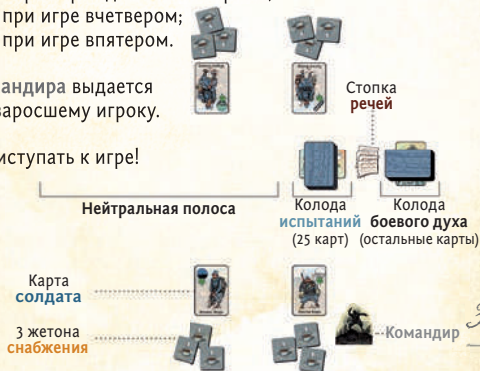 при игре вчетвером;
при игре впятером.
андира выдается
заросшему игроку.
иступать к игре!
Стопка
речей
Нейтральная полоса
Колода
испытаний
(25 карт)
Колода
боевого духа
(остальные карты)
Карта
солдата
3 жетона
снабжения
Командир